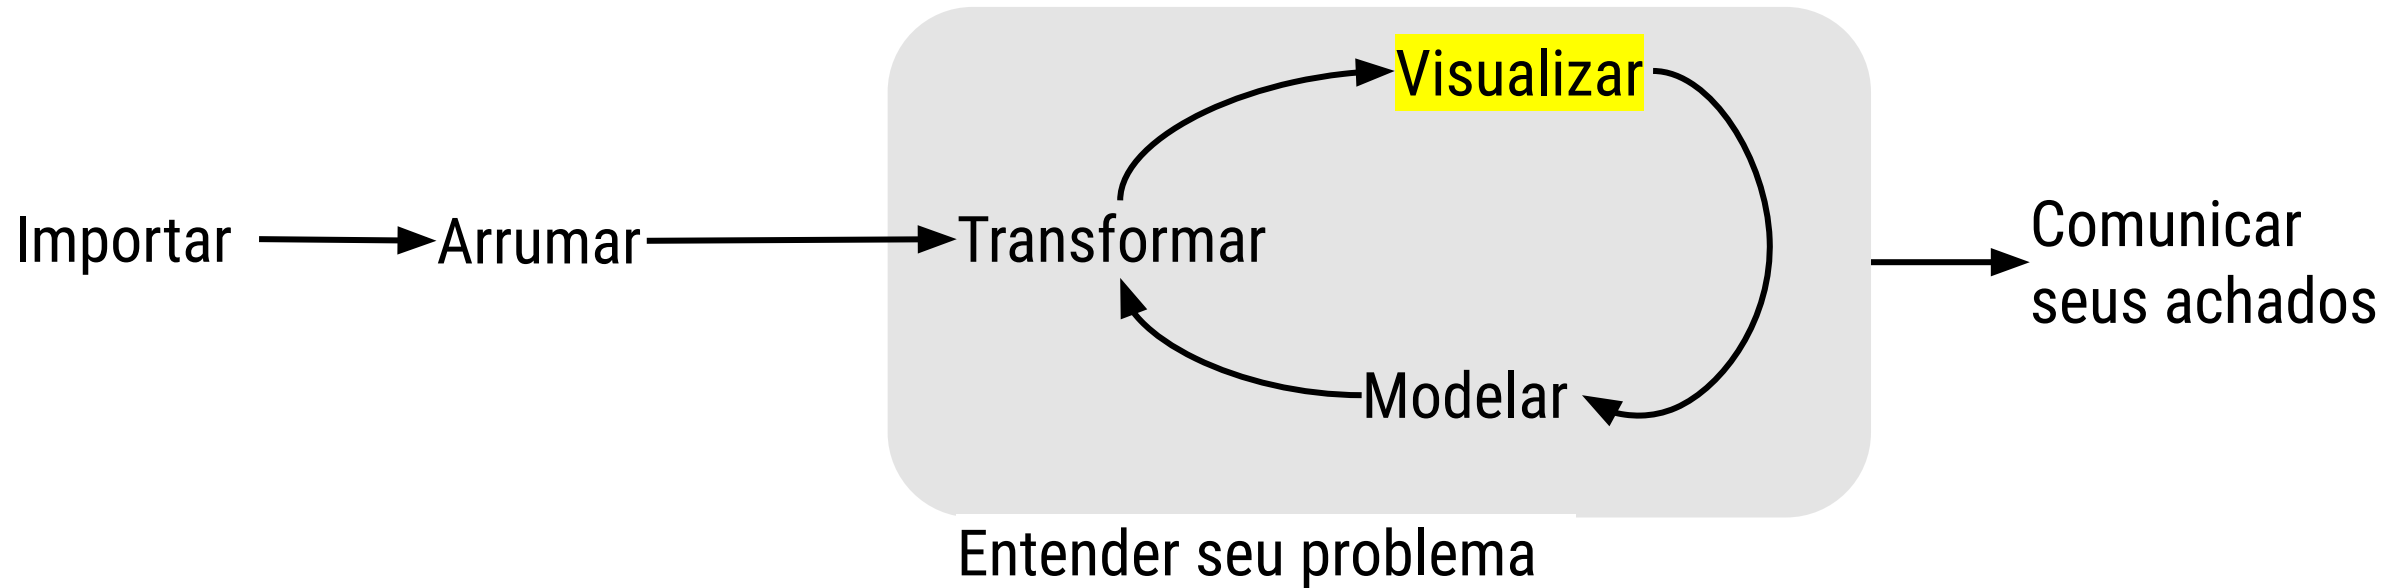 Importar
Arrumar
Transformar
Visualizar
Modelar
Entender seu problema
Comunicar
seus achados